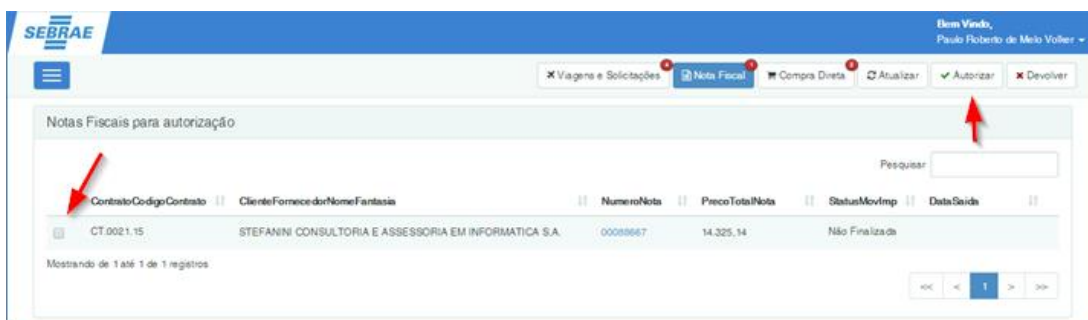 SEBRAE
Bem Vindo,
Paulo Roberto de Melo Volker
Viagens e Solicitações 4 Nota Fiscal 1 Compra Direta Atualizar Autorizar Devolver
Notas Fiscais para autorização
Pesquisar
ContratoCodigoContrato ClienteFornecedorNomeFantasia NumeroNota PrecoTotalNota StatusMovImp DataSaida
CT.0021.15 STEFANINI CONSULTORIA E ASSESSORIA EM INFORMATICA S.A. 00088667 14.325,14 Não Finalizada
Mostrando de 1 até 1 de 1 registros
<< < 1 > >>